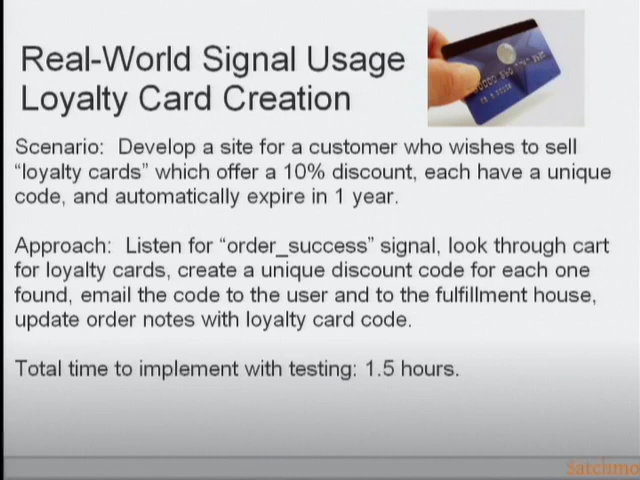 Real-World Signal Usage
Loyalty Card Creation
Scenario:  Develop a site for a customer who wishes to sell
“loyalty cards” which offer a 10% discount, each have a unique
code, and automatically expire in 1 year.
Approach:  Listen for “order_success” signal, look through cart
for loyalty cards, create a unique discount code for each one
found, email the code to the user and to the fulfillment house,
update order notes with loyalty card code.
Total time to implement with testing: 1.5 hours.
Satchmo